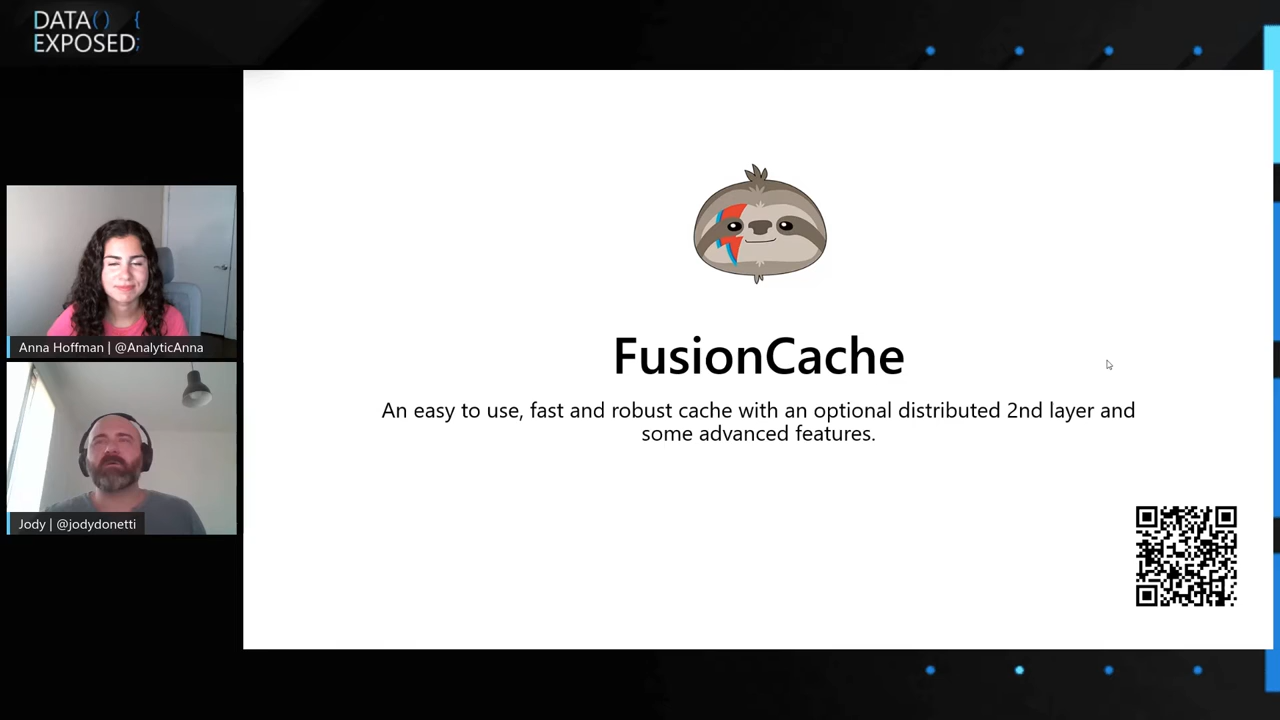 DATA() {
EXPOSED;
Anna Hoffman | @AnalyticAnna
Jody | @jodydonetti
FusionCache
An easy to use, fast and robust cache with an optional distributed 2nd layer and
some advanced features.